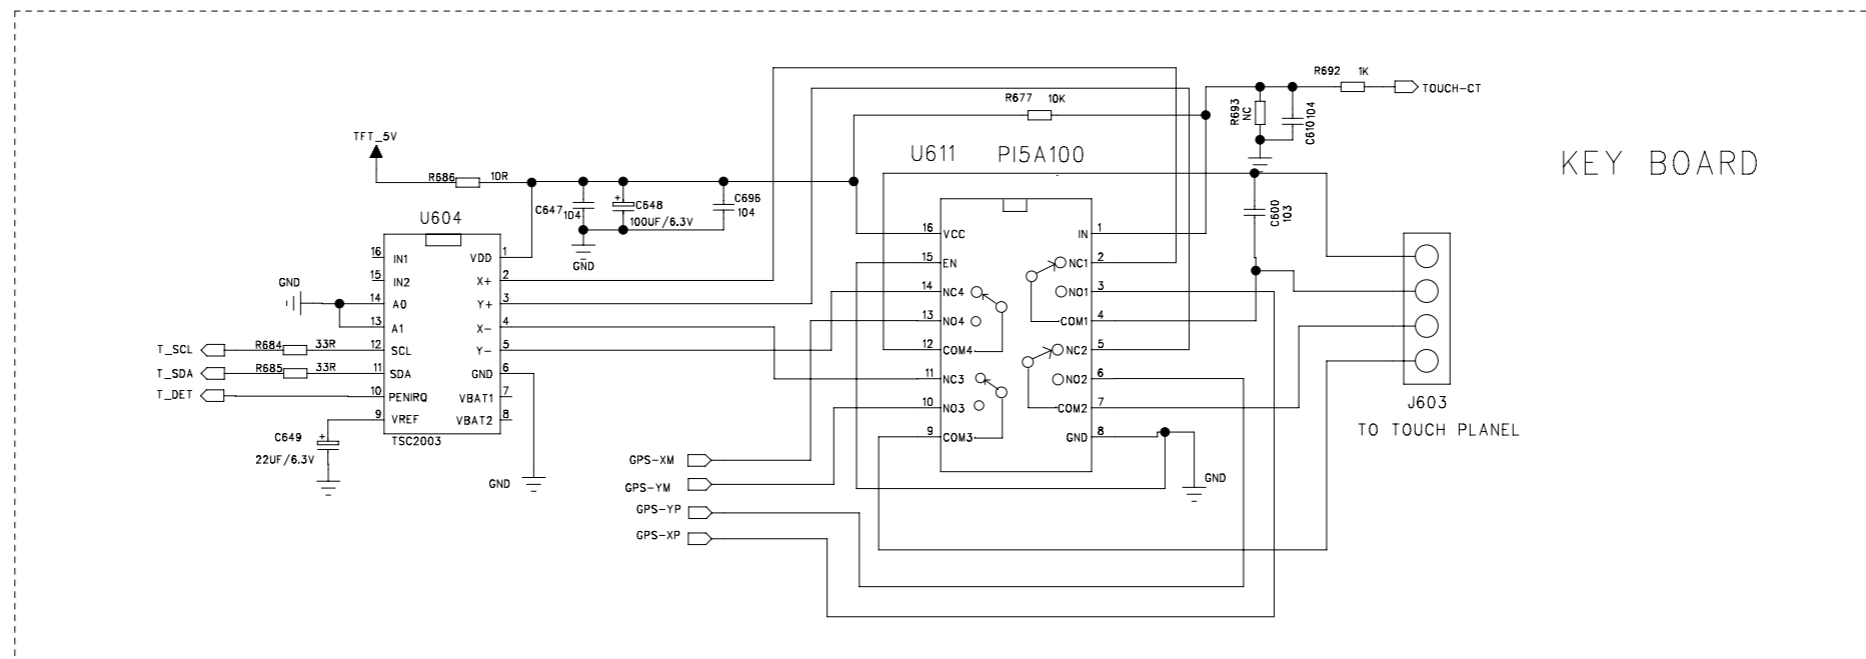 R692 1K
TOUCH-CT
R677 10K
R693
NC
C610 104
TFT_5V
U611 PI5A100
KEY BOARD
R686 10R
C647 104
C648
100UF/6.3V
C696
104
C600
103
U604
GND
16 IN1
15 IN2
14 A0
13 A1
12 SCL
11 SDA
10 PENIRQ
9 VREF
VDD 1
X+ 2
Y+ 3
X- 4
Y- 5
GND 6
VBAT1 7
VBAT2 8
TSC2003
GND
T_SCL
R684 33R
T_SDA
R685 33R
T_DET
C649
22UF/6.3V
GND
16 VCC
15 EN
14 NC4
13 NO4
12 COM4
11 NC3
10 NO3
9 COM3
IN 1
NC1 2
NO1 3
COM1 4
NC2 5
NO2 6
COM2 7
GND 8
GND
J603
TO TOUCH PLANEL
GPS-XM
GPS-YM
GPS-YP
GPS-XP